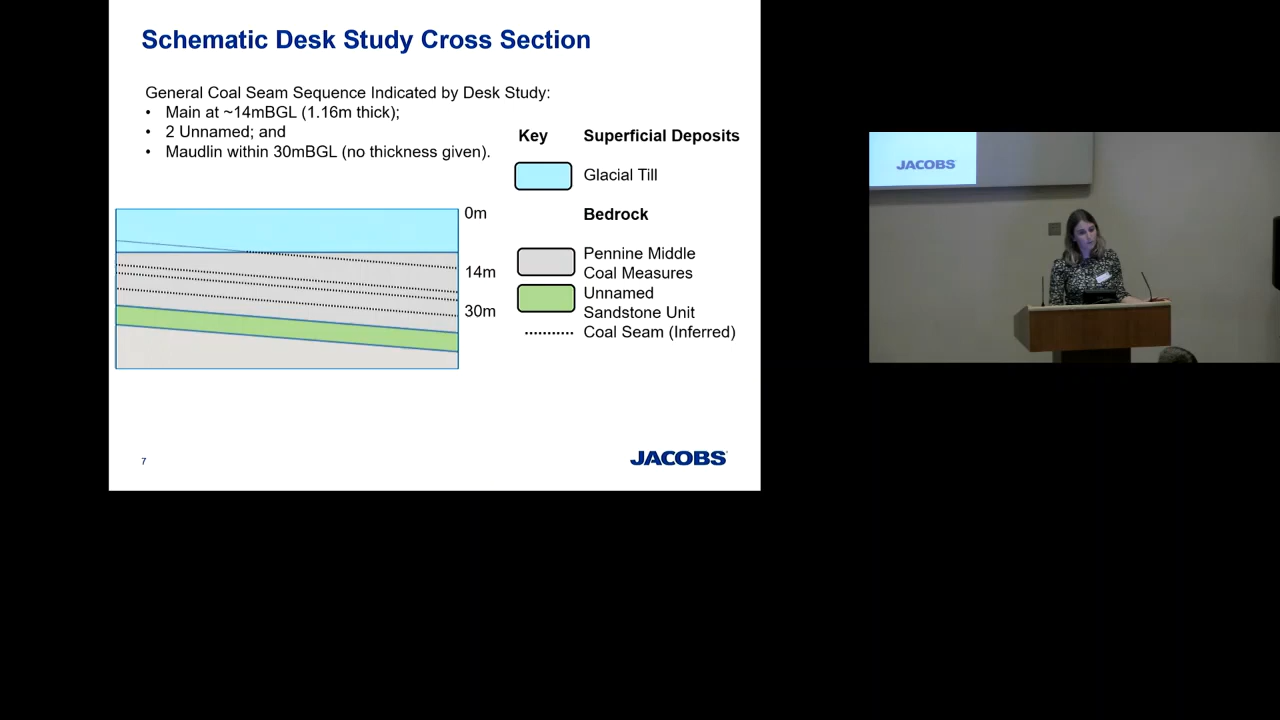 Schematic Desk Study Cross Section
General Coal Seam Sequence Indicated by Desk Study:
• Main at ~14mBGL (1.16m thick);
• 2 Unnamed; and
• Maudlin within 30mBGL (no thickness given).
Key
Superficial Deposits
Glacial Till
Bedrock
Pennine Middle
Coal Measures
Unnamed
Sandstone Unit
Coal Seam (Inferred)
0m
14m
30m
7
JACOBS
JACOBS